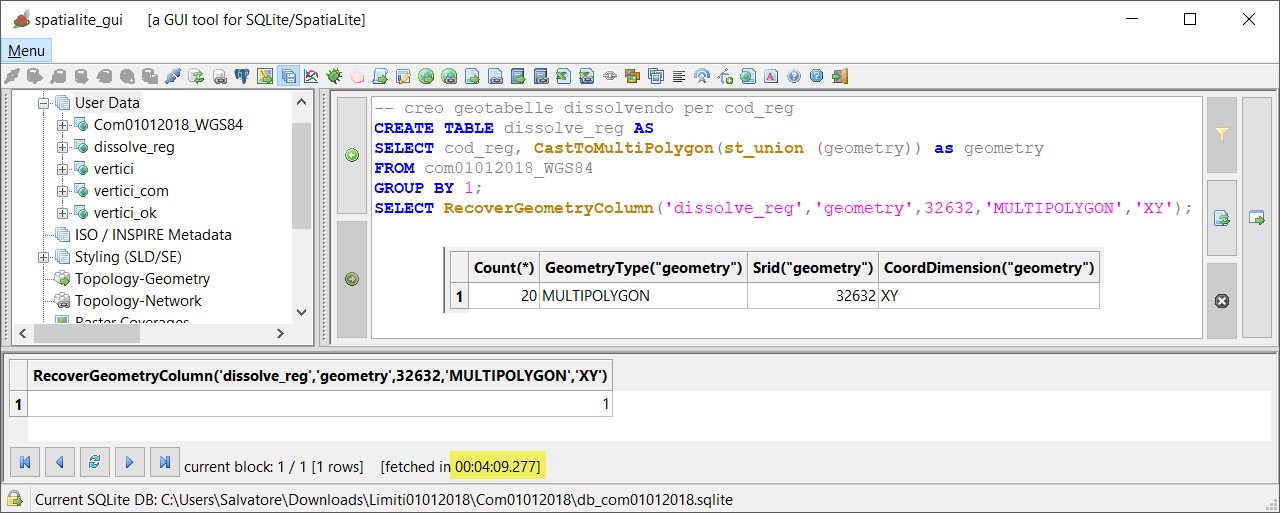 spatialite_gui [a GUI tool for SQLite/SpatiaLite]
Menu
User Data
Com01012018_WGS84
dissolve_reg
vertici
vertici_com
vertici_ok
ISO / INSPIRE Metadata
Styling (SLD/SE)
Topology-Geometry
Topology-Network
Raster Coverages
-- creo geotabelle dissolvendo per cod_reg
CREATE TABLE dissolve_reg AS
SELECT cod_reg, CastToMultiPolygon(st_union (geometry)) as geometry
FROM com01012018_WGS84
GROUP BY 1;
SELECT RecoverGeometryColumn('dissolve_reg','geometry',32632,'MULTIPOLYGON','XY');
Count(*) GeometryType("geometry") Srid("geometry") CoordDimension("geometry")
1 20 MULTIPOLYGON 32632 XY
RecoverGeometryColumn('dissolve_reg','geometry',32632,'MULTIPOLYGON','XY')
1 1
current block: 1 / 1 [1 rows] [fetched in 00:04:09.277]
Current SQLite DB: C:\Users\Salvatore\Downloads\Limiti01012018\Com01012018\db_com01012018.sqlite